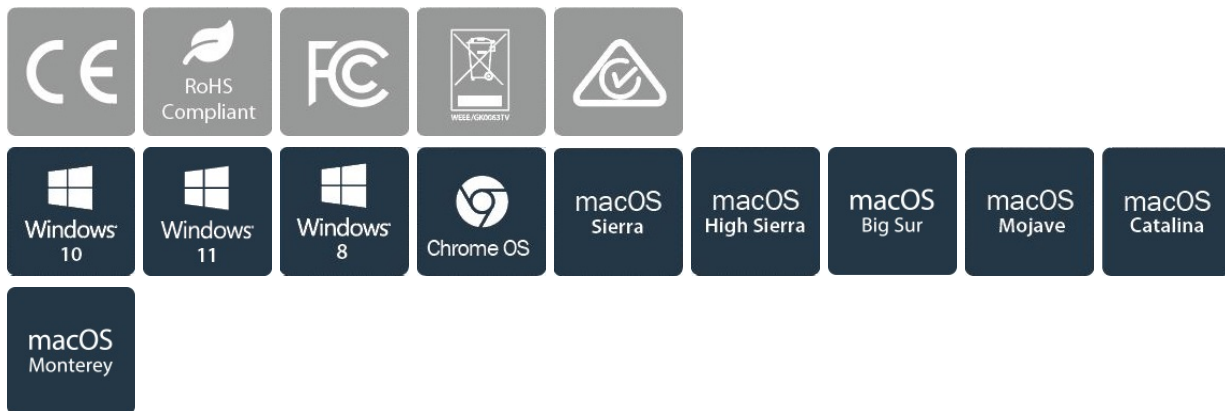 CE
RoHS
Compliant
FC
WEEE/GK0063TV
Windows
10
Windows
11
Windows
8
Chrome OS
macOS
Sierra
macOS
High Sierra
macOS
Big Sur
macOS
Mojave
macOS
Catalina
macOS
Monterey